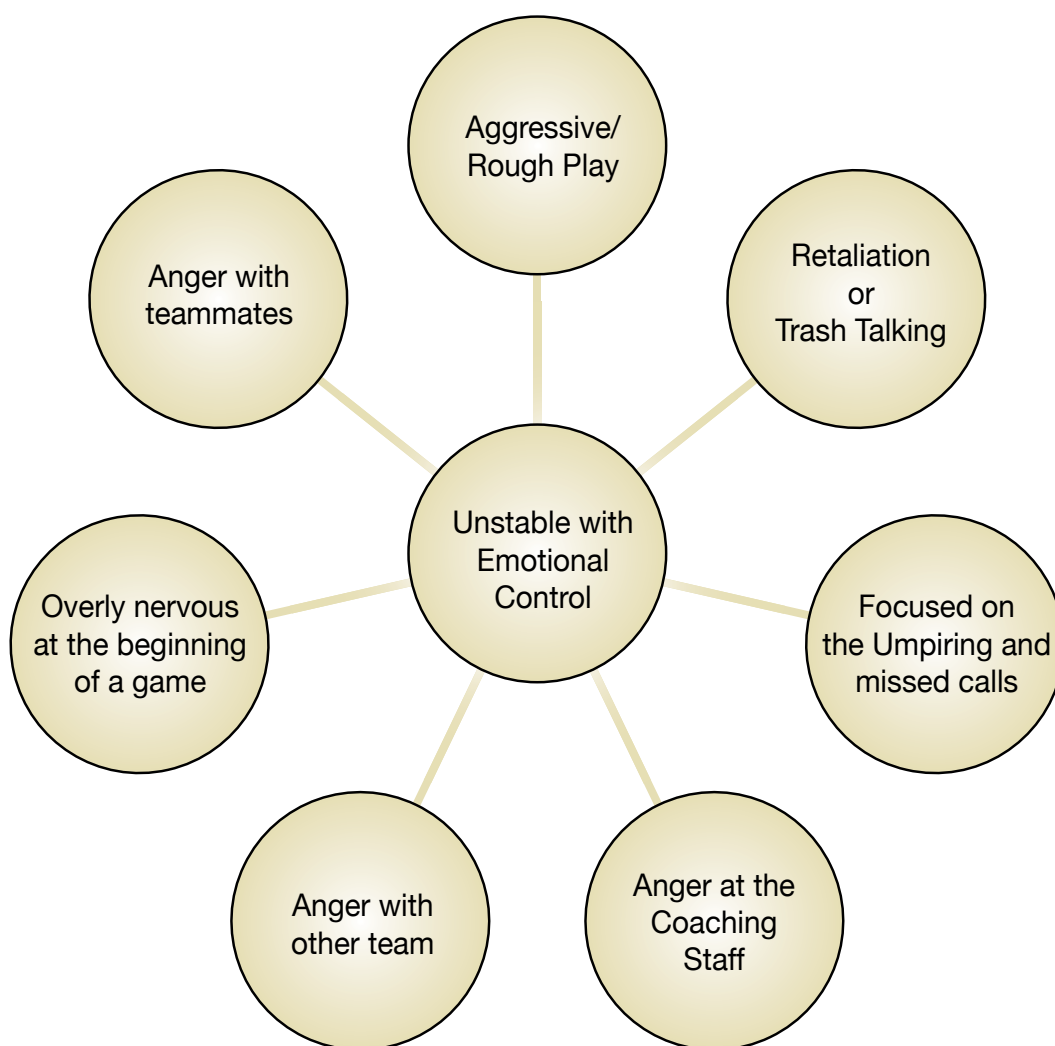 Aggressive/
Rough Play
Retaliation
or
Trash Talking
Anger with
teammates
Unstable with
Emotional
Control
Overly nervous
at the beginning
of a game
Focused on
the Umpiring and
missed calls
Anger with
other team
Anger at the
Coaching
Staff